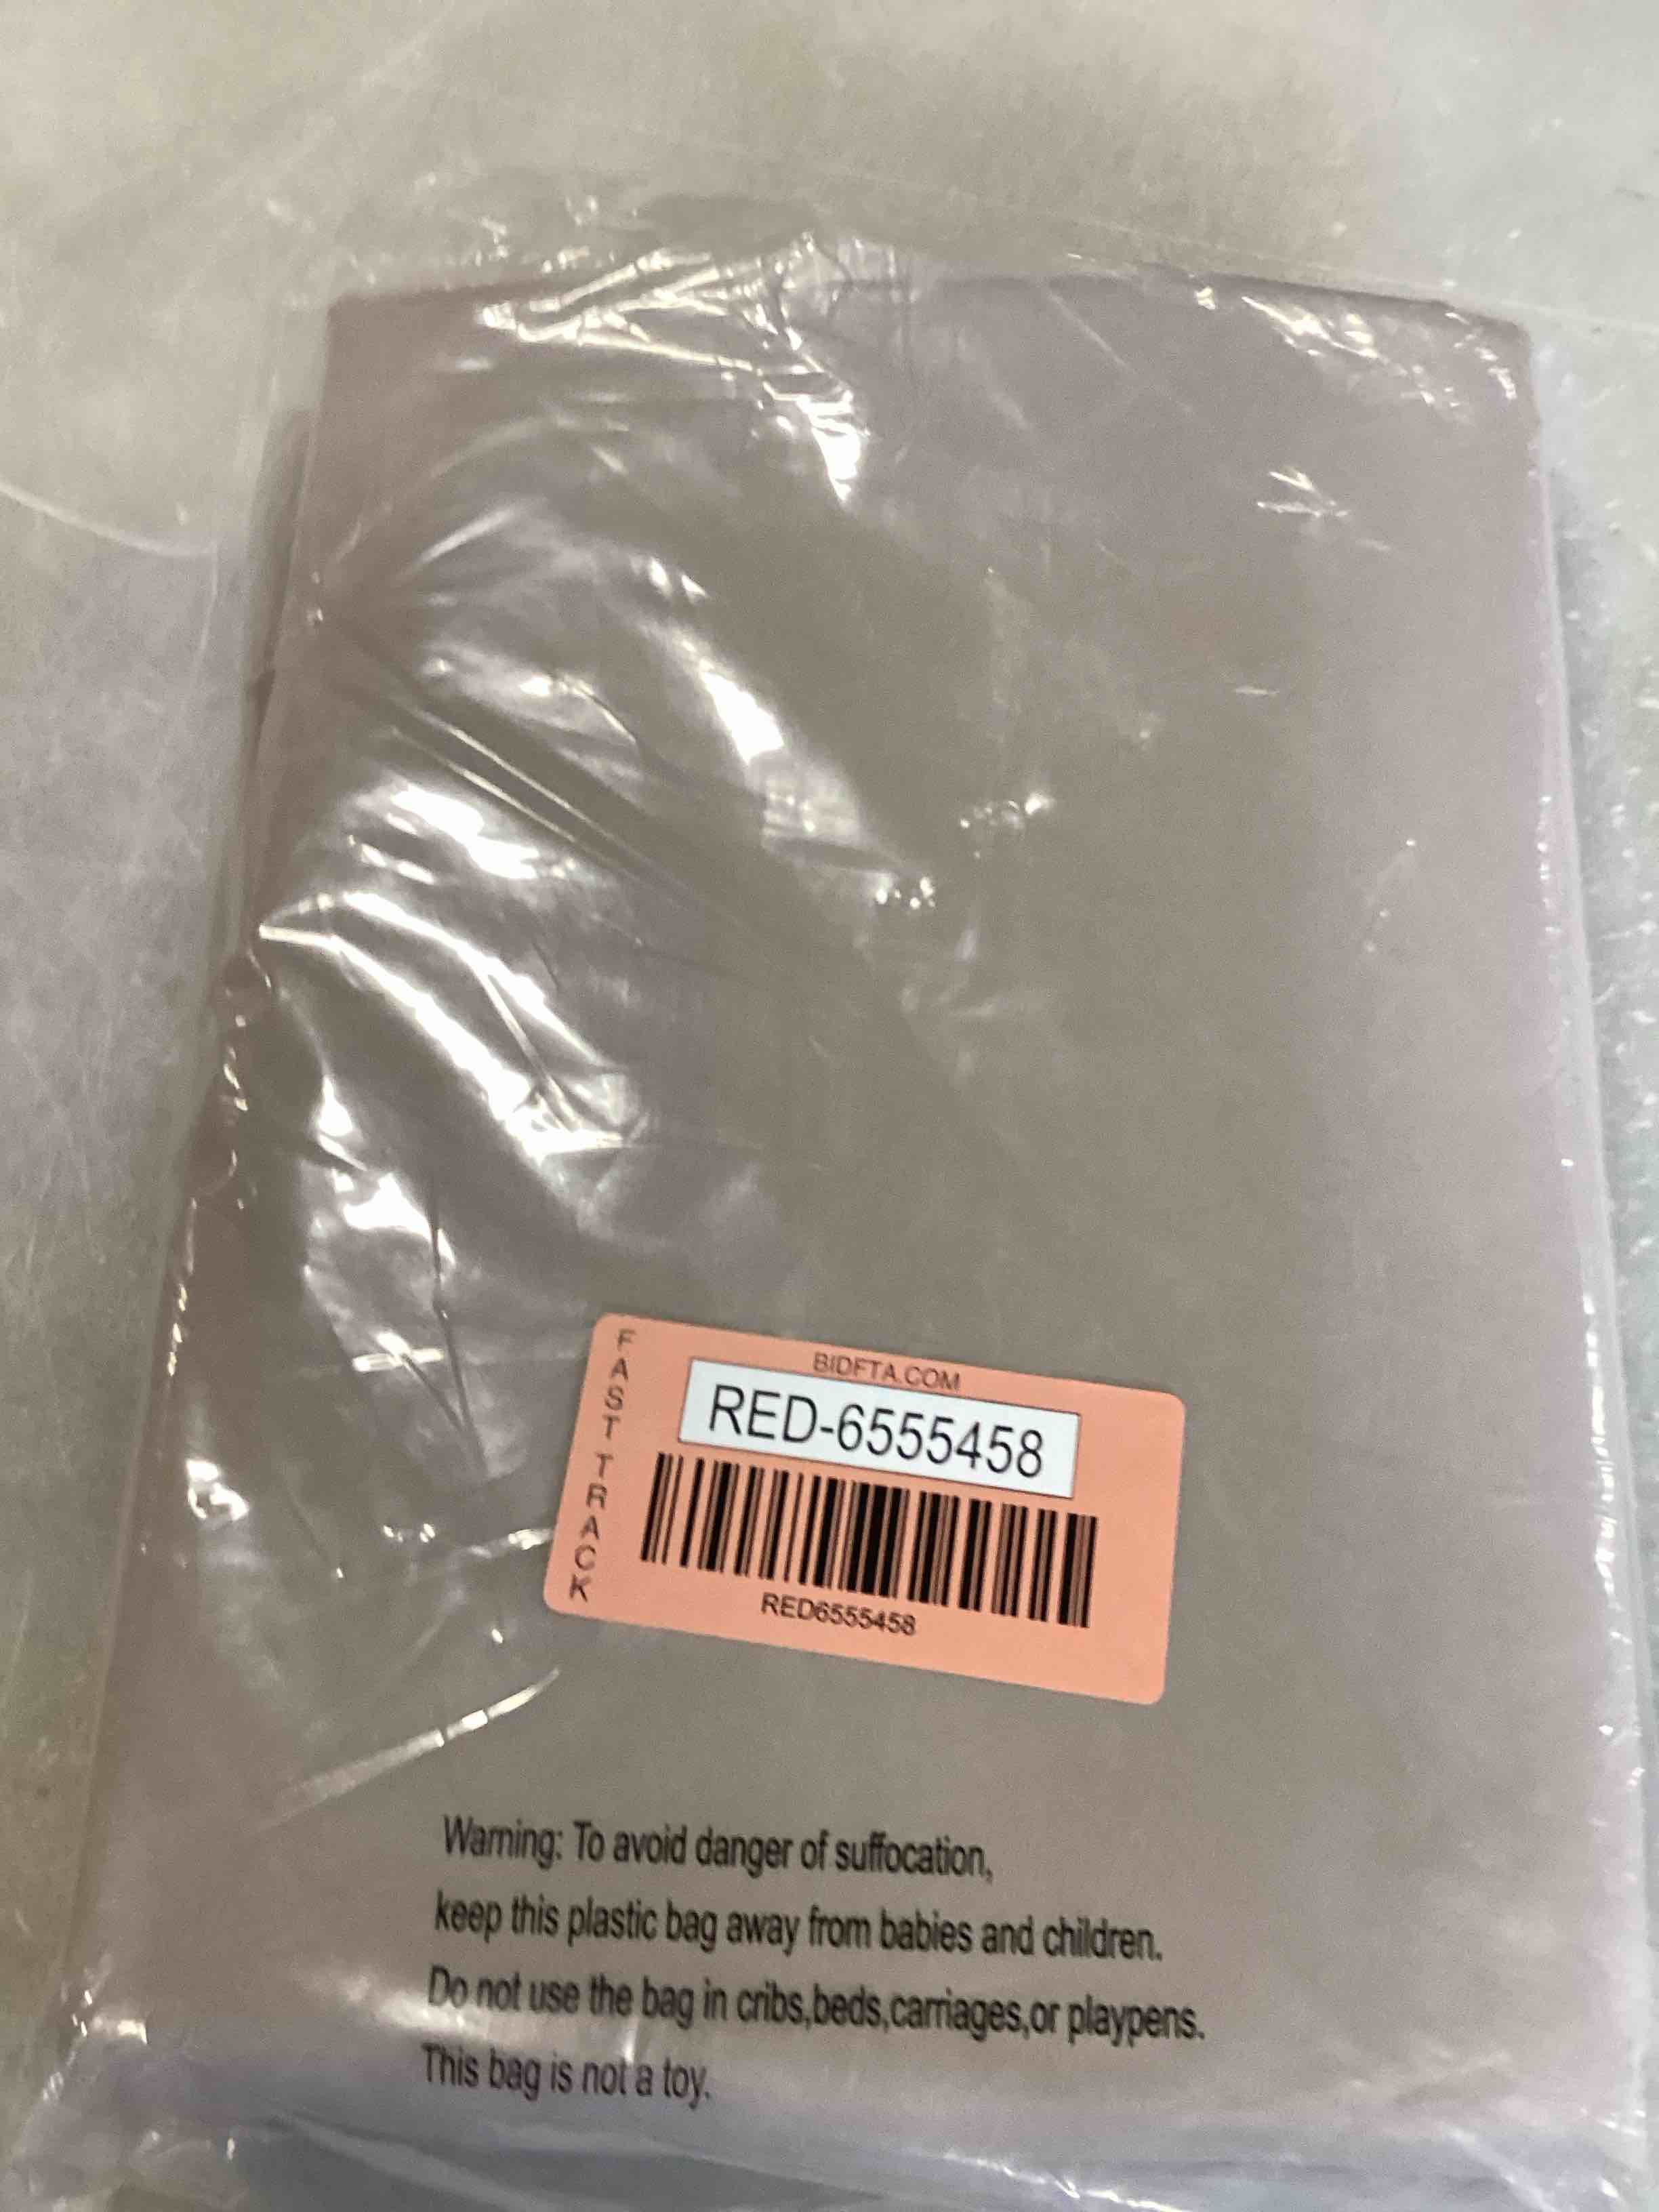 BIDFTA.COM
FAST TRACK
RED-6555458
RED6555458
Warning: To avoid danger of suffocation,
keep this plastic bag away from babies and children.
Do not use the bag in cribs,beds,carriages,or playpens.
This bag is not a toy.